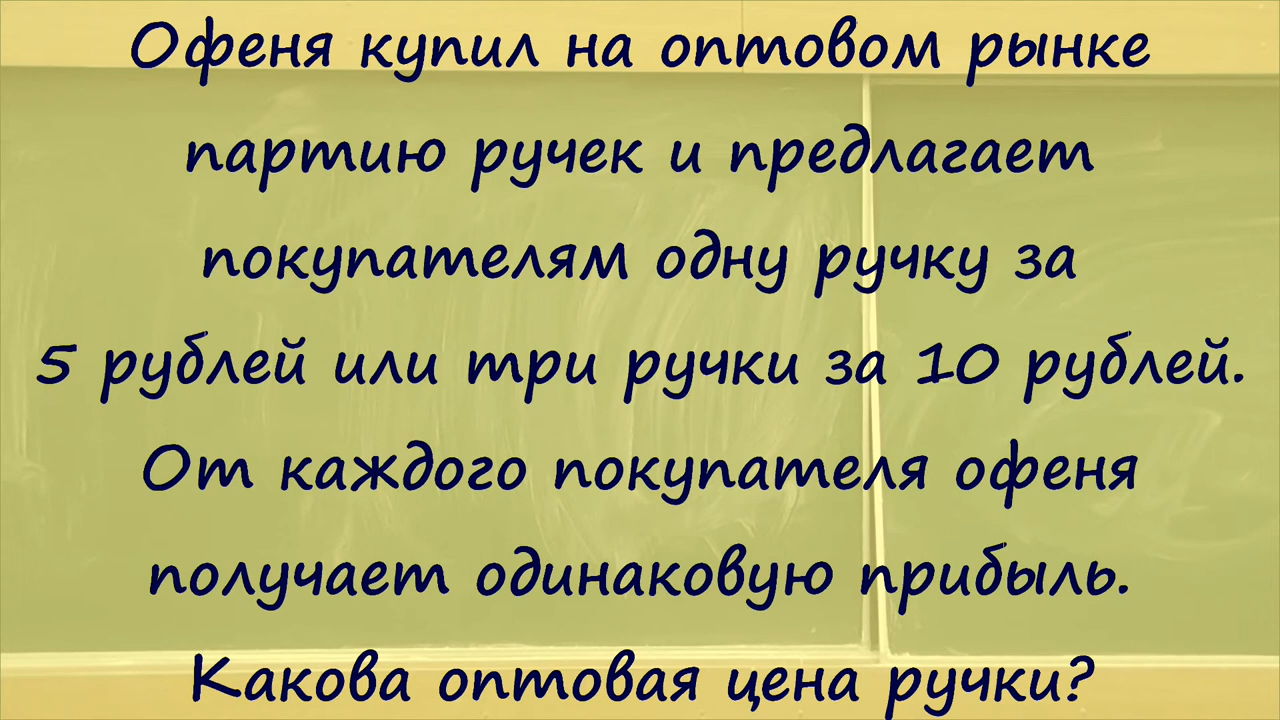 Офеня купил на оптовом рынке
партию ручек и предлагает
покупателям одну ручку за
5 рублей или три ручки за 10 рублей.
От каждого покупателя офеня
получает одинаковую прибыль.
Какова оптовая цена ручки?